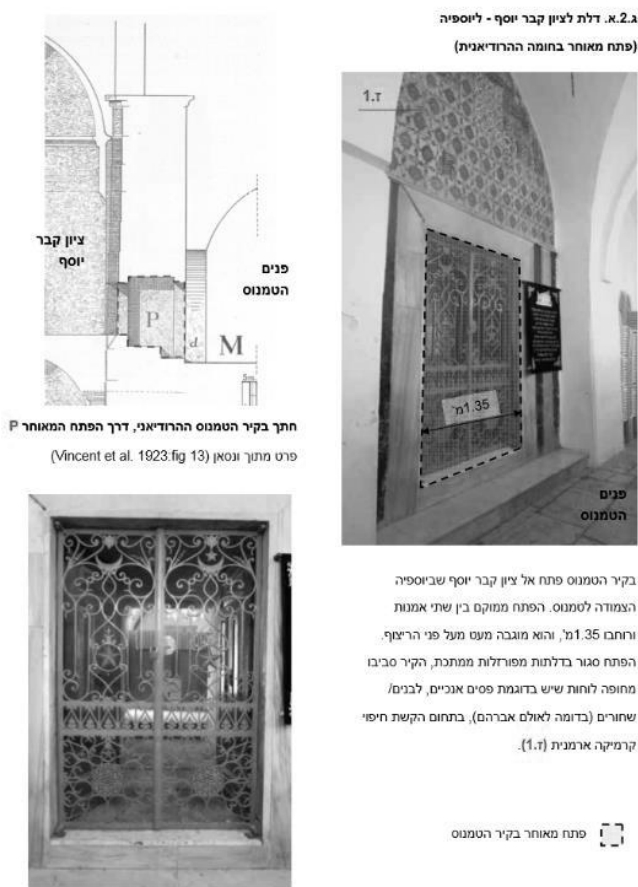 ג.2.א. דלת לציון קבר יוסף - ליוספיה
(פתח מאוחר בחומה ההרודיאנית)
ז.1
1.35מ'
פנים
הטמנוס
ציון קבר
יוסף
פנים
הטמנוס
P
d
M
חתך בקיר הטמנוס ההרודיאני, דרך הפתח המאוחר P
פרט מתוך ונסאן (Vincent et al. 1923:fig 13)
בקיר הטמנוס פתח אל ציון קבר יוסף שביוספיה
הצמודה לטמנוס. הפתח ממוקם בין שתי אמנות
ורוחבו 1.35מ', והוא מוגבה מעט מעל פני הריצוף.
הפתח סגור בדלתות מפורזלות ממתכת, הקיר סביבו
מחופה לוחות שיש בדוגמת פסים אנכיים, לבנים/
שחורים (בדומה לאולם אברהם), בתחום הקשת חיפוי
קרמיקה ארמנית (ז.1).
פתח מאוחר בקיר הטמנוס